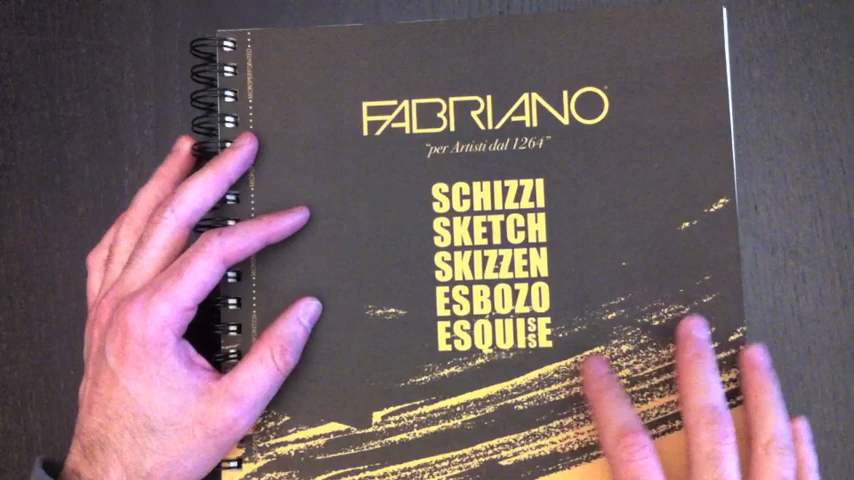 FABRIANO
"per Artisti dal 1264"
SCHIZZI
SKETCH
SKIZZEN
ESBOZO
ESQUISSE